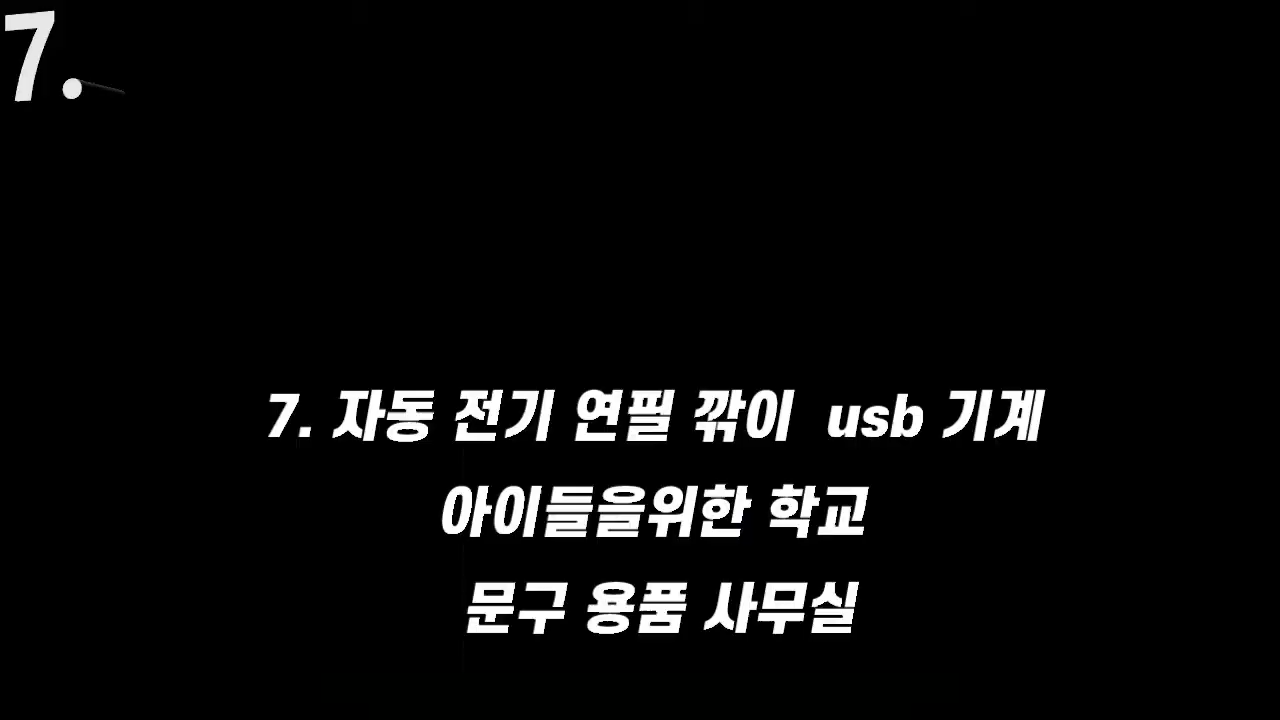 7.
7. 자동 전기 연필 깎이 usb 기계
아이들을위한 학교
문구 용품 사무실